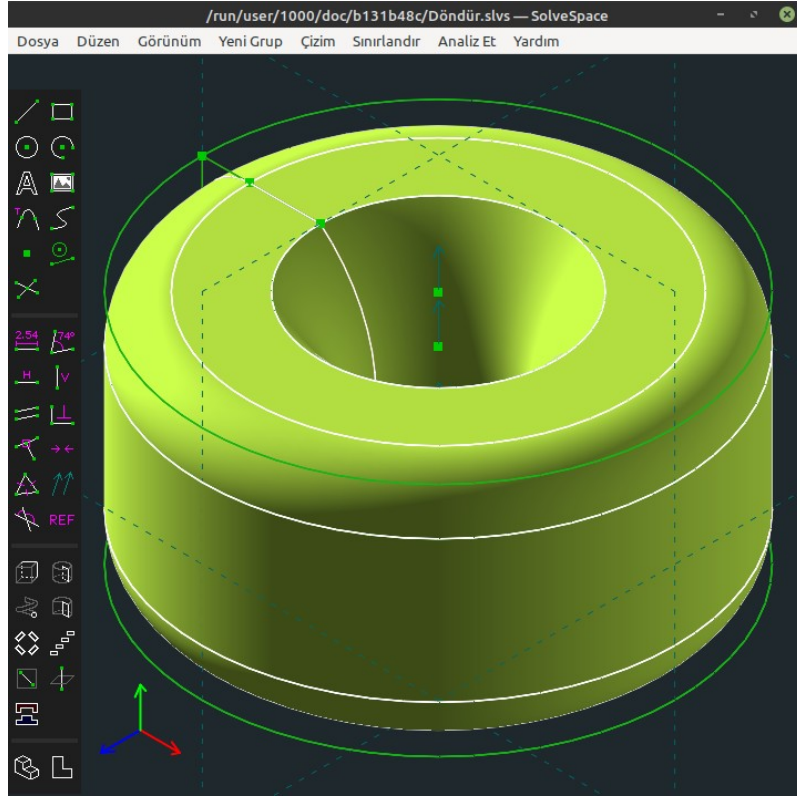 /run/user/1000/doc/b131b48c/Döndür.slvs — SolveSpace
Dosya Düzen Görünüm Yeni Grup Çizim Sınırlandır Analiz Et Yardım
A
T
2.54 74°
H V
REF